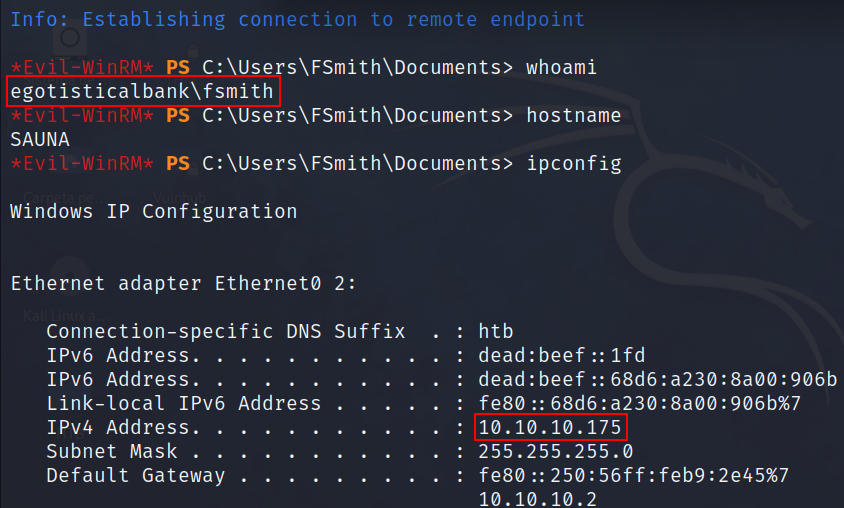 Info: Establishing connection to remote endpoint
*Evil-WinRM* PS C:\Users\FSmith\Documents> whoami
egotisticalbank\fsmith
*Evil-WinRM* PS C:\Users\FSmith\Documents> hostname
SAUNA
*Evil-WinRM* PS C:\Users\FSmith\Documents> ipconfig
Windows IP Configuration
Ethernet adapter Ethernet0 2:
Connection-specific DNS Suffix  . : htb
IPv6 Address. . . . . . . . . . . : dead:beef::1fd
IPv6 Address. . . . . . . . . . . : dead:beef::68d6:a230:8a00:906b
Link-local IPv6 Address . . . . . : fe80::68d6:a230:8a00:906b%7
IPv4 Address. . . . . . . . . . . : 10.10.10.175
Subnet Mask . . . . . . . . . . . : 255.255.255.0
Default Gateway . . . . . . . . . : fe80::250:56ff:feb9:2e45%7
10.10.10.2
Carpeta pe...
Kali Linux a...